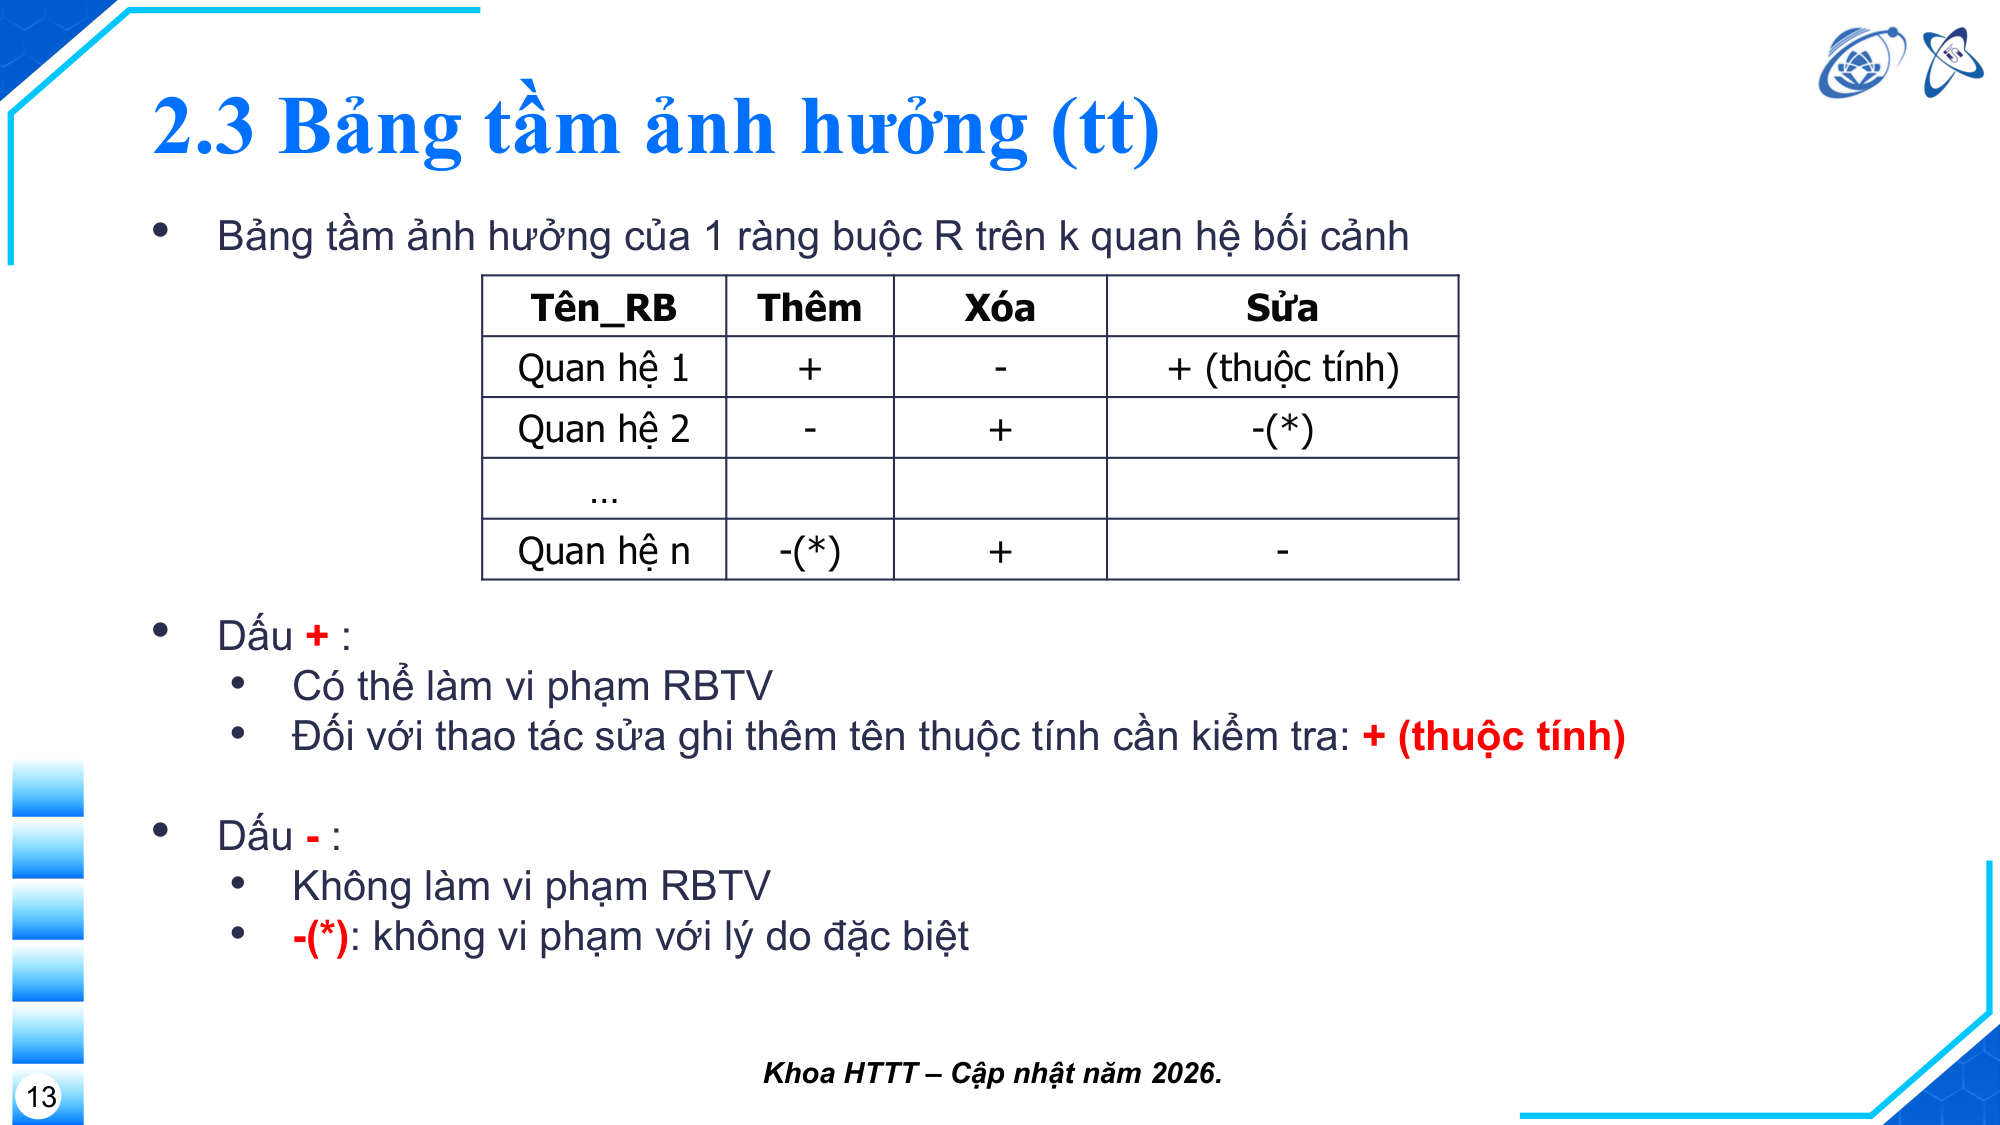 2.3 Bảng tầm ảnh hưởng (tt)
• Bảng tầm ảnh hưởng của 1 ràng buộc R trên k quan hệ bối cảnh
Tên_RB Thêm Xóa Sửa
Quan hệ 1 + - + (thuộc tính)
Quan hệ 2 - + -(*)
...
Quan hệ n -(*) + -
• Dấu + :
• Có thể làm vi phạm RBTV
• Đối với thao tác sửa ghi thêm tên thuộc tính cần kiểm tra: + (thuộc tính)
• Dấu - :
• Không làm vi phạm RBTV
• -(*): không vi phạm với lý do đặc biệt
Khoa HTTT – Cập nhật năm 2026.
13